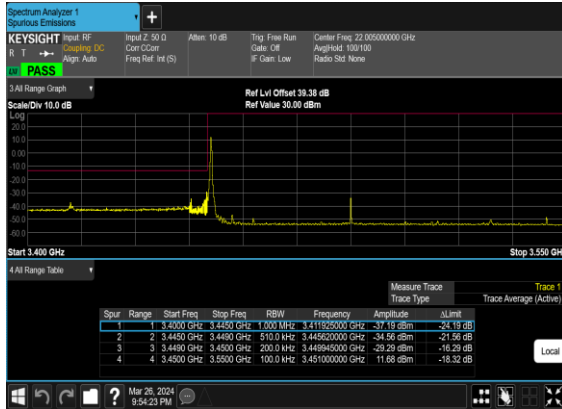 Spectrum Analyzer 1
Spurious Emissions
+
KEYSIGHT Input: RF Input Z: 50 Ω Atten: 10 dB Trig: Free Run Center Freq: 22.005000000 GHz
R T Coupling: DC Corr CCorr Gate: Off Avg|Hold: 100/100
Align: Auto Freq Ref: Int (S) IF Gain: Low Radio Std: None
PASS
3 All Range Graph
Ref Lvl Offset 39.38 dB
Scale/Div 10.0 dB Ref Value 30.00 dBm
Log
20.0
10.0
0.00
-10.0
-20.0
-30.0
-40.0
-50.0
-60.0
Start 3.400 GHz Stop 3.550 GH
4 All Range Table
Measure Trace Trace 1
Trace Type Trace Average (Active)
Spur Range Start Freq Stop Freq RBW Frequency Amplitude ΔLimit
1 1 3.4000 GHz 3.4450 GHz 1.000 MHz 3.411925000 GHz -37.19 dBm -24.19 dB
2 2 3.4450 GHz 3.4490 GHz 510.0 kHz 3.445620000 GHz -34.56 dBm -21.56 dB
3 3 3.4490 GHz 3.4500 GHz 200.0 kHz 3.449945000 GHz -29.29 dBm -16.29 dB
4 4 3.4500 GHz 3.5500 GHz 100.0 kHz 3.451000000 GHz 11.68 dBm -18.32 dB
Local
? Mar 26, 2024
9:54:23 PM